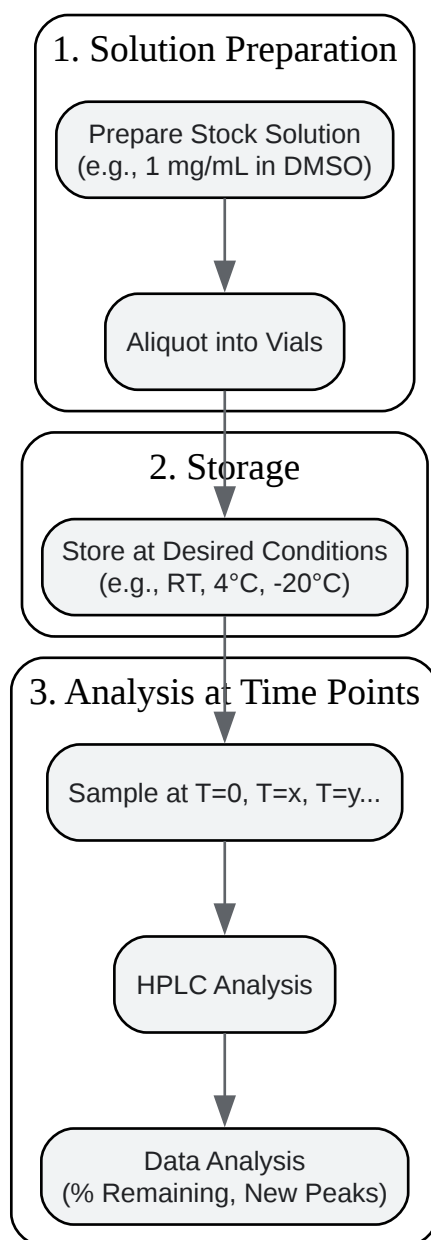 1. Solution Preparation
Prepare Stock Solution
(e.g., 1 mg/mL in DMSO)
Aliquot into Vials
2. Storage
Store at Desired Conditions
(e.g., RT, 4°C, -20°C)
3. Analysis at Time Points
Sample at T=0, T=x, T=y...
HPLC Analysis
Data Analysis
(% Remaining, New Peaks)